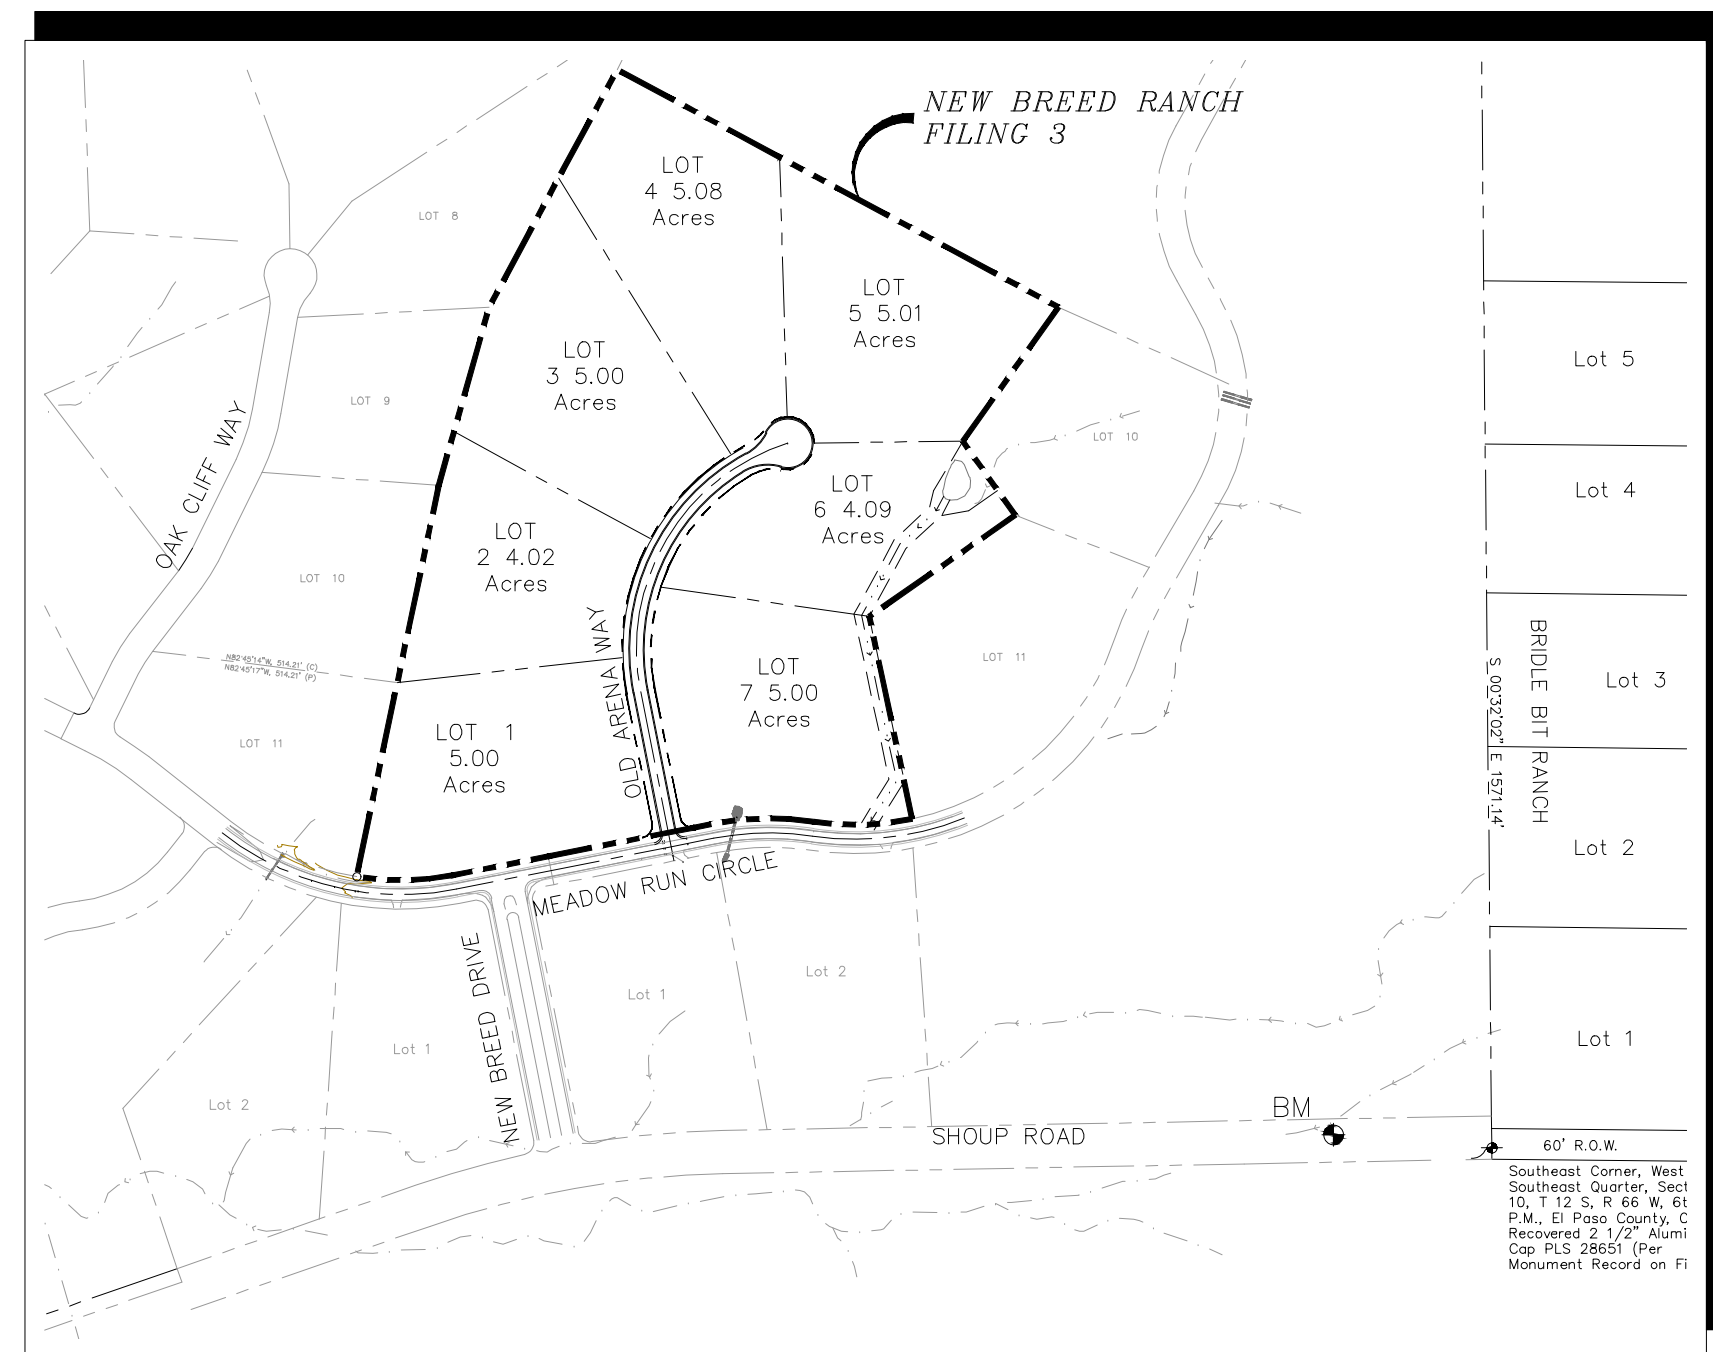 NEW BREED RANCH
FILING 3
LOT
4 5.08
Acres
LOT 8
LOT
5 5.01
Acres
LOT
3 5.00
Acres
LOT 9
Lot 5
OAK CLIFF WAY
LOT 10
LOT
6 4.09
Acres
Lot 4
LOT
2 4.02
Acres
LOT 10
OLD ARENA WAY
N82°45'14"W, 514.21' (C)
N82°45'17"W, 514.21' (P)
LOT
7 5.00
Acres
LOT 11
BRIDLE BIT RANCH
S 00°32'02" E 1571.14'
Lot 3
LOT 11
LOT 1
5.00
Acres
Lot 2
MEADOW RUN CIRCLE
NEW BREED DRIVE
Lot 1
Lot 2
Lot 1
Lot 1
Lot 2
BM
SHOUP ROAD
60' R.O.W.
Southeast Corner, West
Southeast Quarter, Sect
10, T 12 S, R 66 W, 6t
P.M., El Paso County, C
Recovered 2 1/2" Alumi
Cap PLS 28651 (Per
Monument Record on Fi